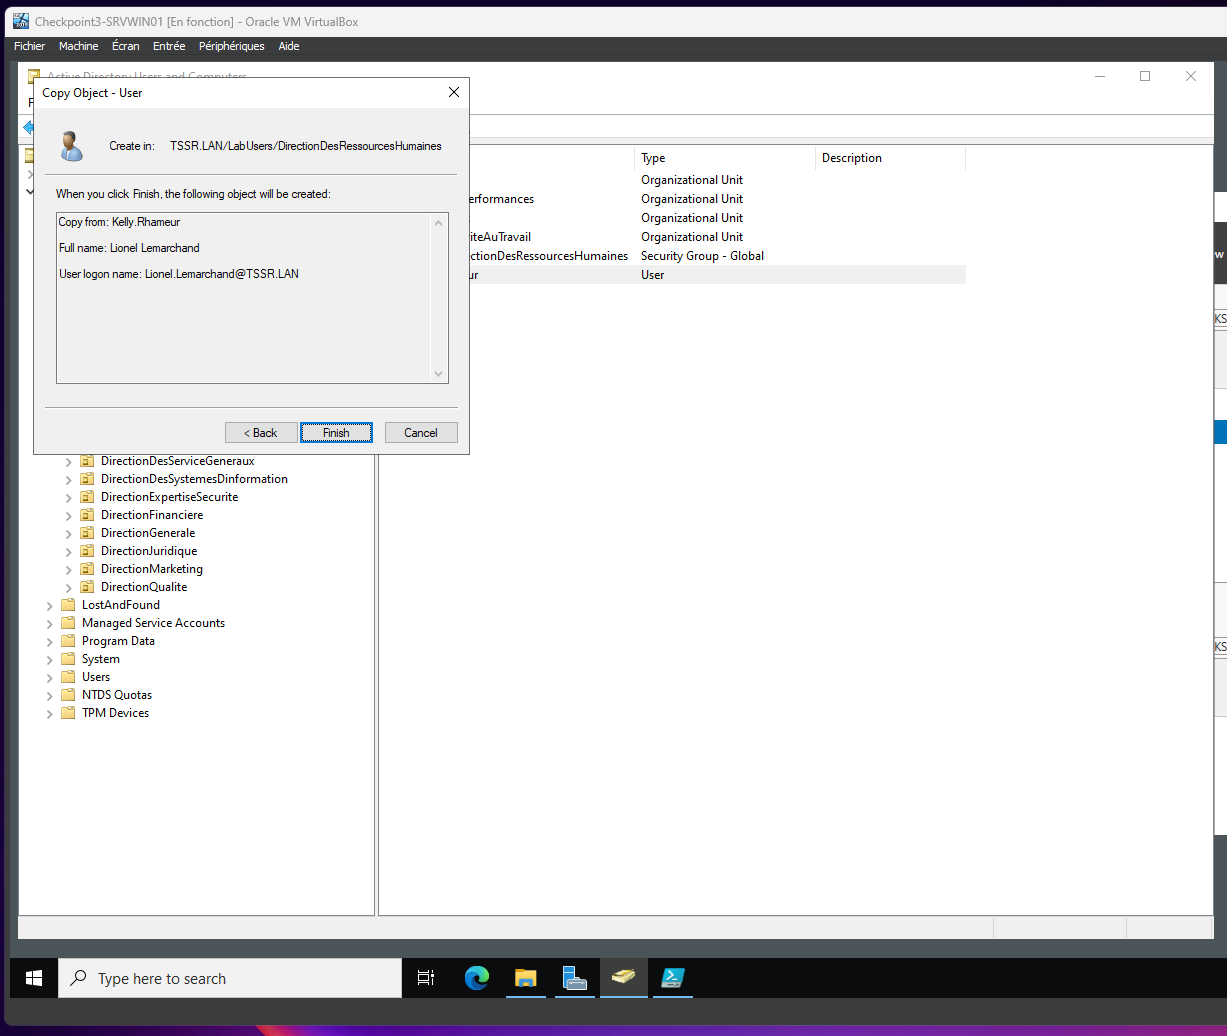 Checkpoint3-SRVWIN01 [En fonction] - Oracle VM VirtualBox
Fichier Machine Écran Entrée Périphériques Aide
Active Directory Users and Computers
Copy Object - User
Create in: TSSR.LAN/LabUsers/DirectionDesRessourcesHumaines
When you click Finish, the following object will be created:
Copy from: Kelly.Rhameur
Full name: Lionel Lemarchand
User logon name: Lionel.Lemarchand@TSSR.LAN
< Back Finish Cancel
Type Description
Organizational Unit
erformances Organizational Unit
Organizational Unit
iteAuTravail Organizational Unit
ctionDesRessourcesHumaines Security Group - Global
ur User
KS
KS
DirectionDesServiceGeneraux
DirectionDesSystemesDinformation
DirectionExpertiseSecurite
DirectionFinanciere
DirectionGenerale
DirectionJuridique
DirectionMarketing
DirectionQualite
LostAndFound
Managed Service Accounts
Program Data
System
Users
NTDS Quotas
TPM Devices
Type here to search